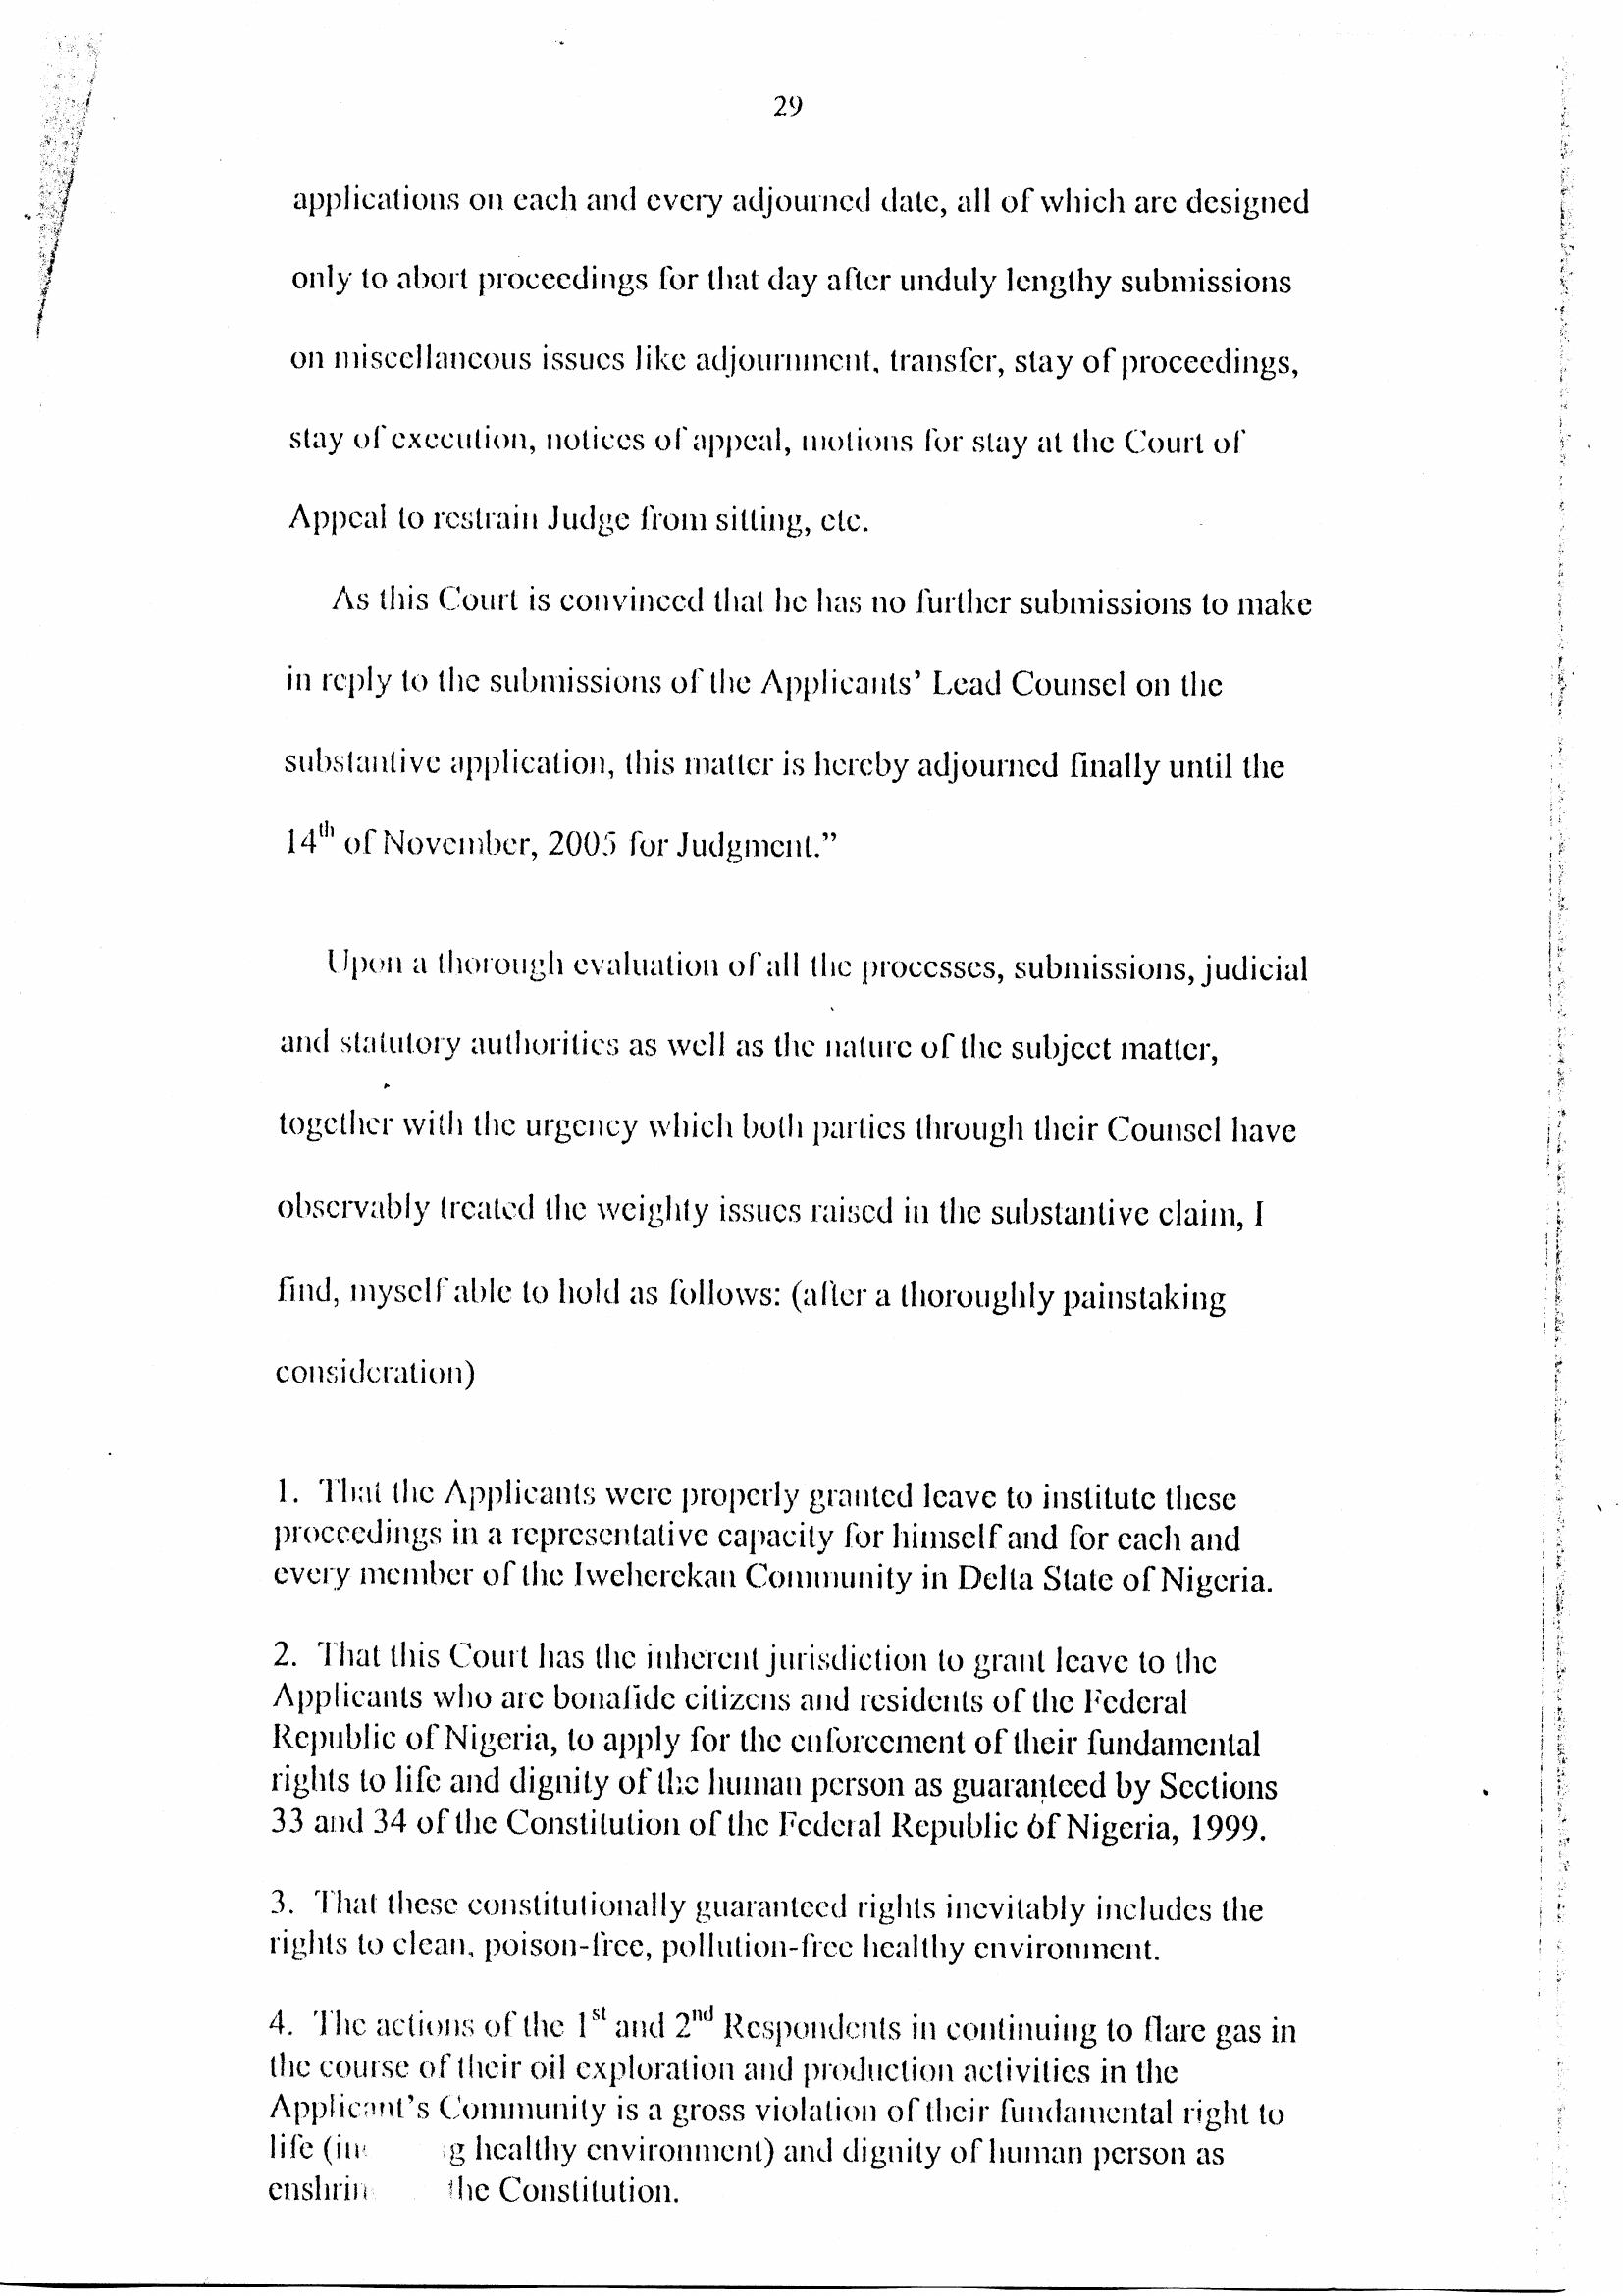 29
applications on each and every adjourned date, all of which are designed
only to abort proceedings for that day after unduly lengthy submissions
on miscellaneous issues like adjournment, transfer, stay of proceedings,
stay of execution, notices of appeal, motions for stay at the Court of
Appeal to restrain Judge from sitting, etc.
As this Court is convinced that he has no further submissions to make
in reply to the submissions of the Applicants' Lead Counsel on the
substantive application, this matter is hereby adjourned finally until the
14th of November, 2005 for Judgment."
Upon a thorough evaluation of all the processes, submissions, judicial
and statutory authorities as well as the nature of the subject matter,
together with the urgency which both parties through their Counsel have
observably treated the weighty issues raised in the substantive claim, I
find, myself able to hold as follows: (after a thoroughly painstaking
consideration)
1. That the Applicants were properly granted leave to institute these
proceedings in a representative capacity for himself and for each and
every member of the Iweherekan Community in Delta State of Nigeria.
2. That this Court has the inherent jurisdiction to grant leave to the
Applicants who are bonafide citizens and residents of the Federal
Republic of Nigeria, to apply for the enforcement of their fundamental
rights to life and dignity of the human person as guaranteed by Sections
33 and 34 of the Constitution of the Federal Republic of Nigeria, 1999.
3. That these constitutionally guaranteed rights inevitably includes the
rights to clean, poison-free, pollution-free healthy environment.
4. The actions of the 1st and 2nd Respondents in continuing to flare gas in
the course of their oil exploration and production activities in the
Applicant's Community is a gross violation of their fundamental right to
life (in g healthy environment) and dignity of human person as
enshrin the Constitution.